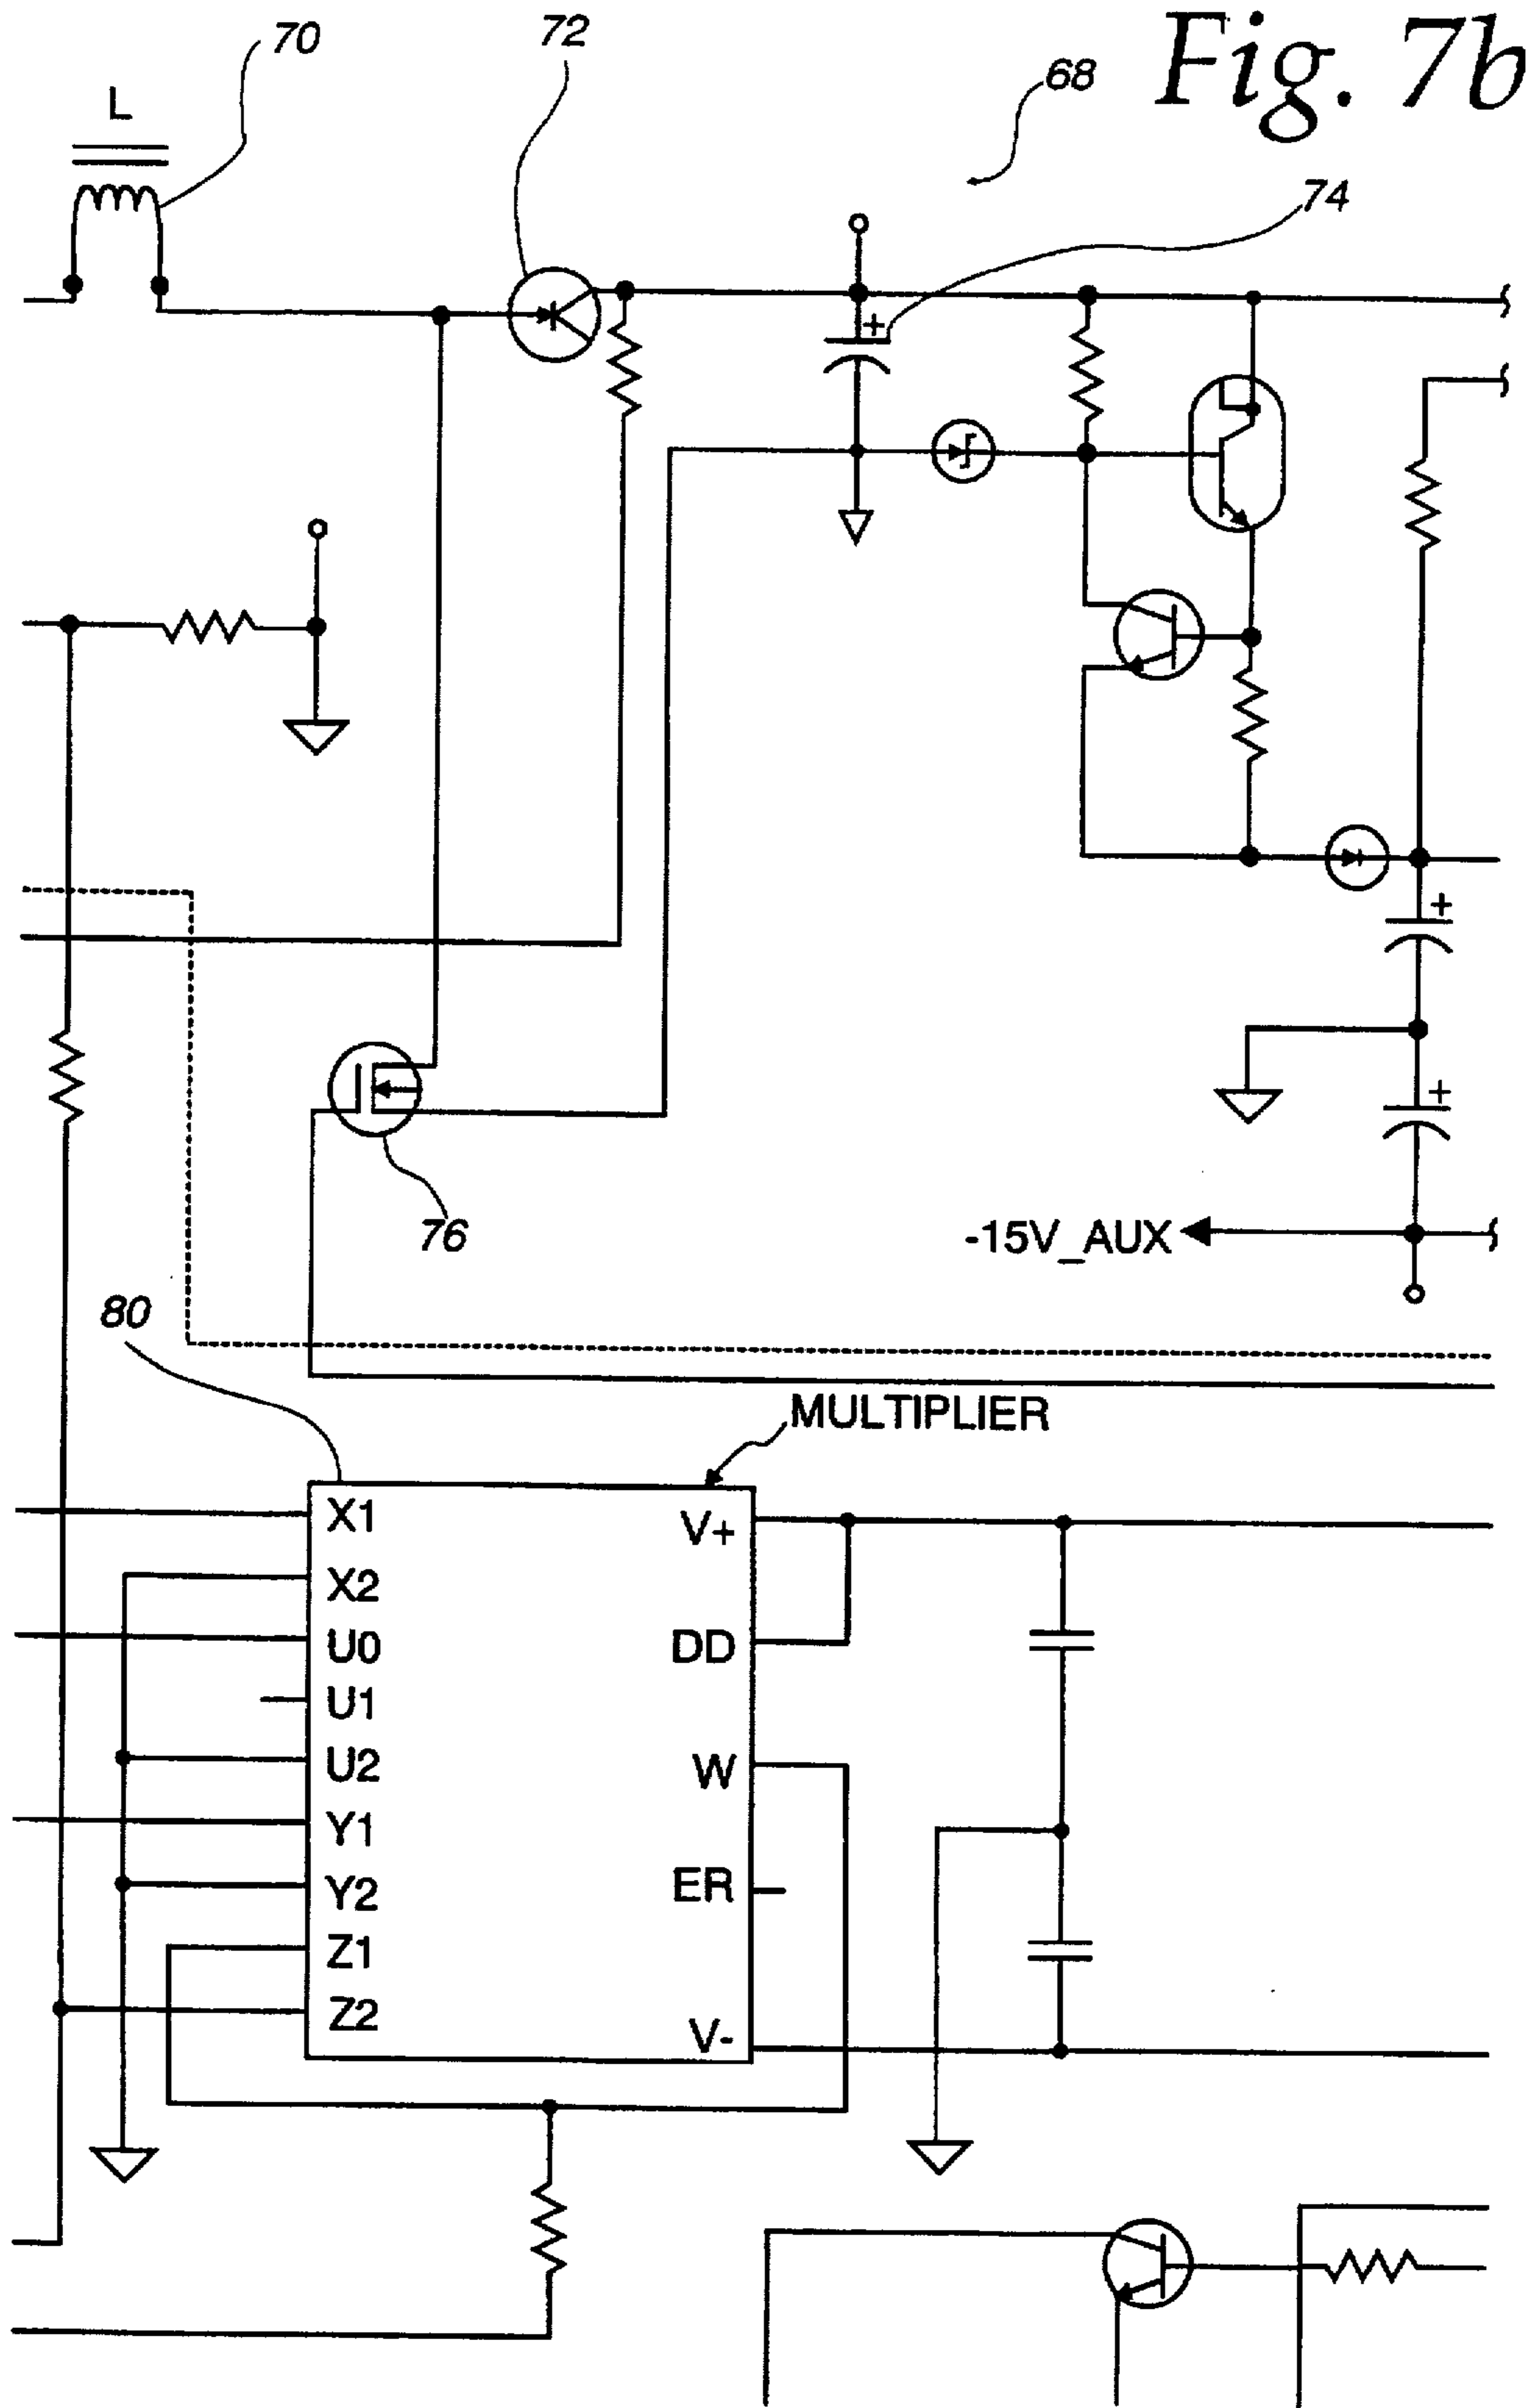 Fig. 7b
70
72
68
L
74
+
+
+
76
-15V_AUX
80
MULTIPLIER
X1
V+
X2
U0
DD
U1
U2
W
Y1
Y2
ER
Z1
Z2
V-